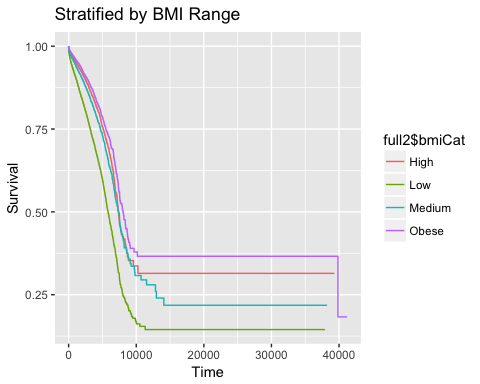 Stratified by BMI Range
1.00
0.75
0.50
0.25
Survival
0
10000
20000
30000
40000
Time
full2$bmiCat
High
Low
Medium
Obese